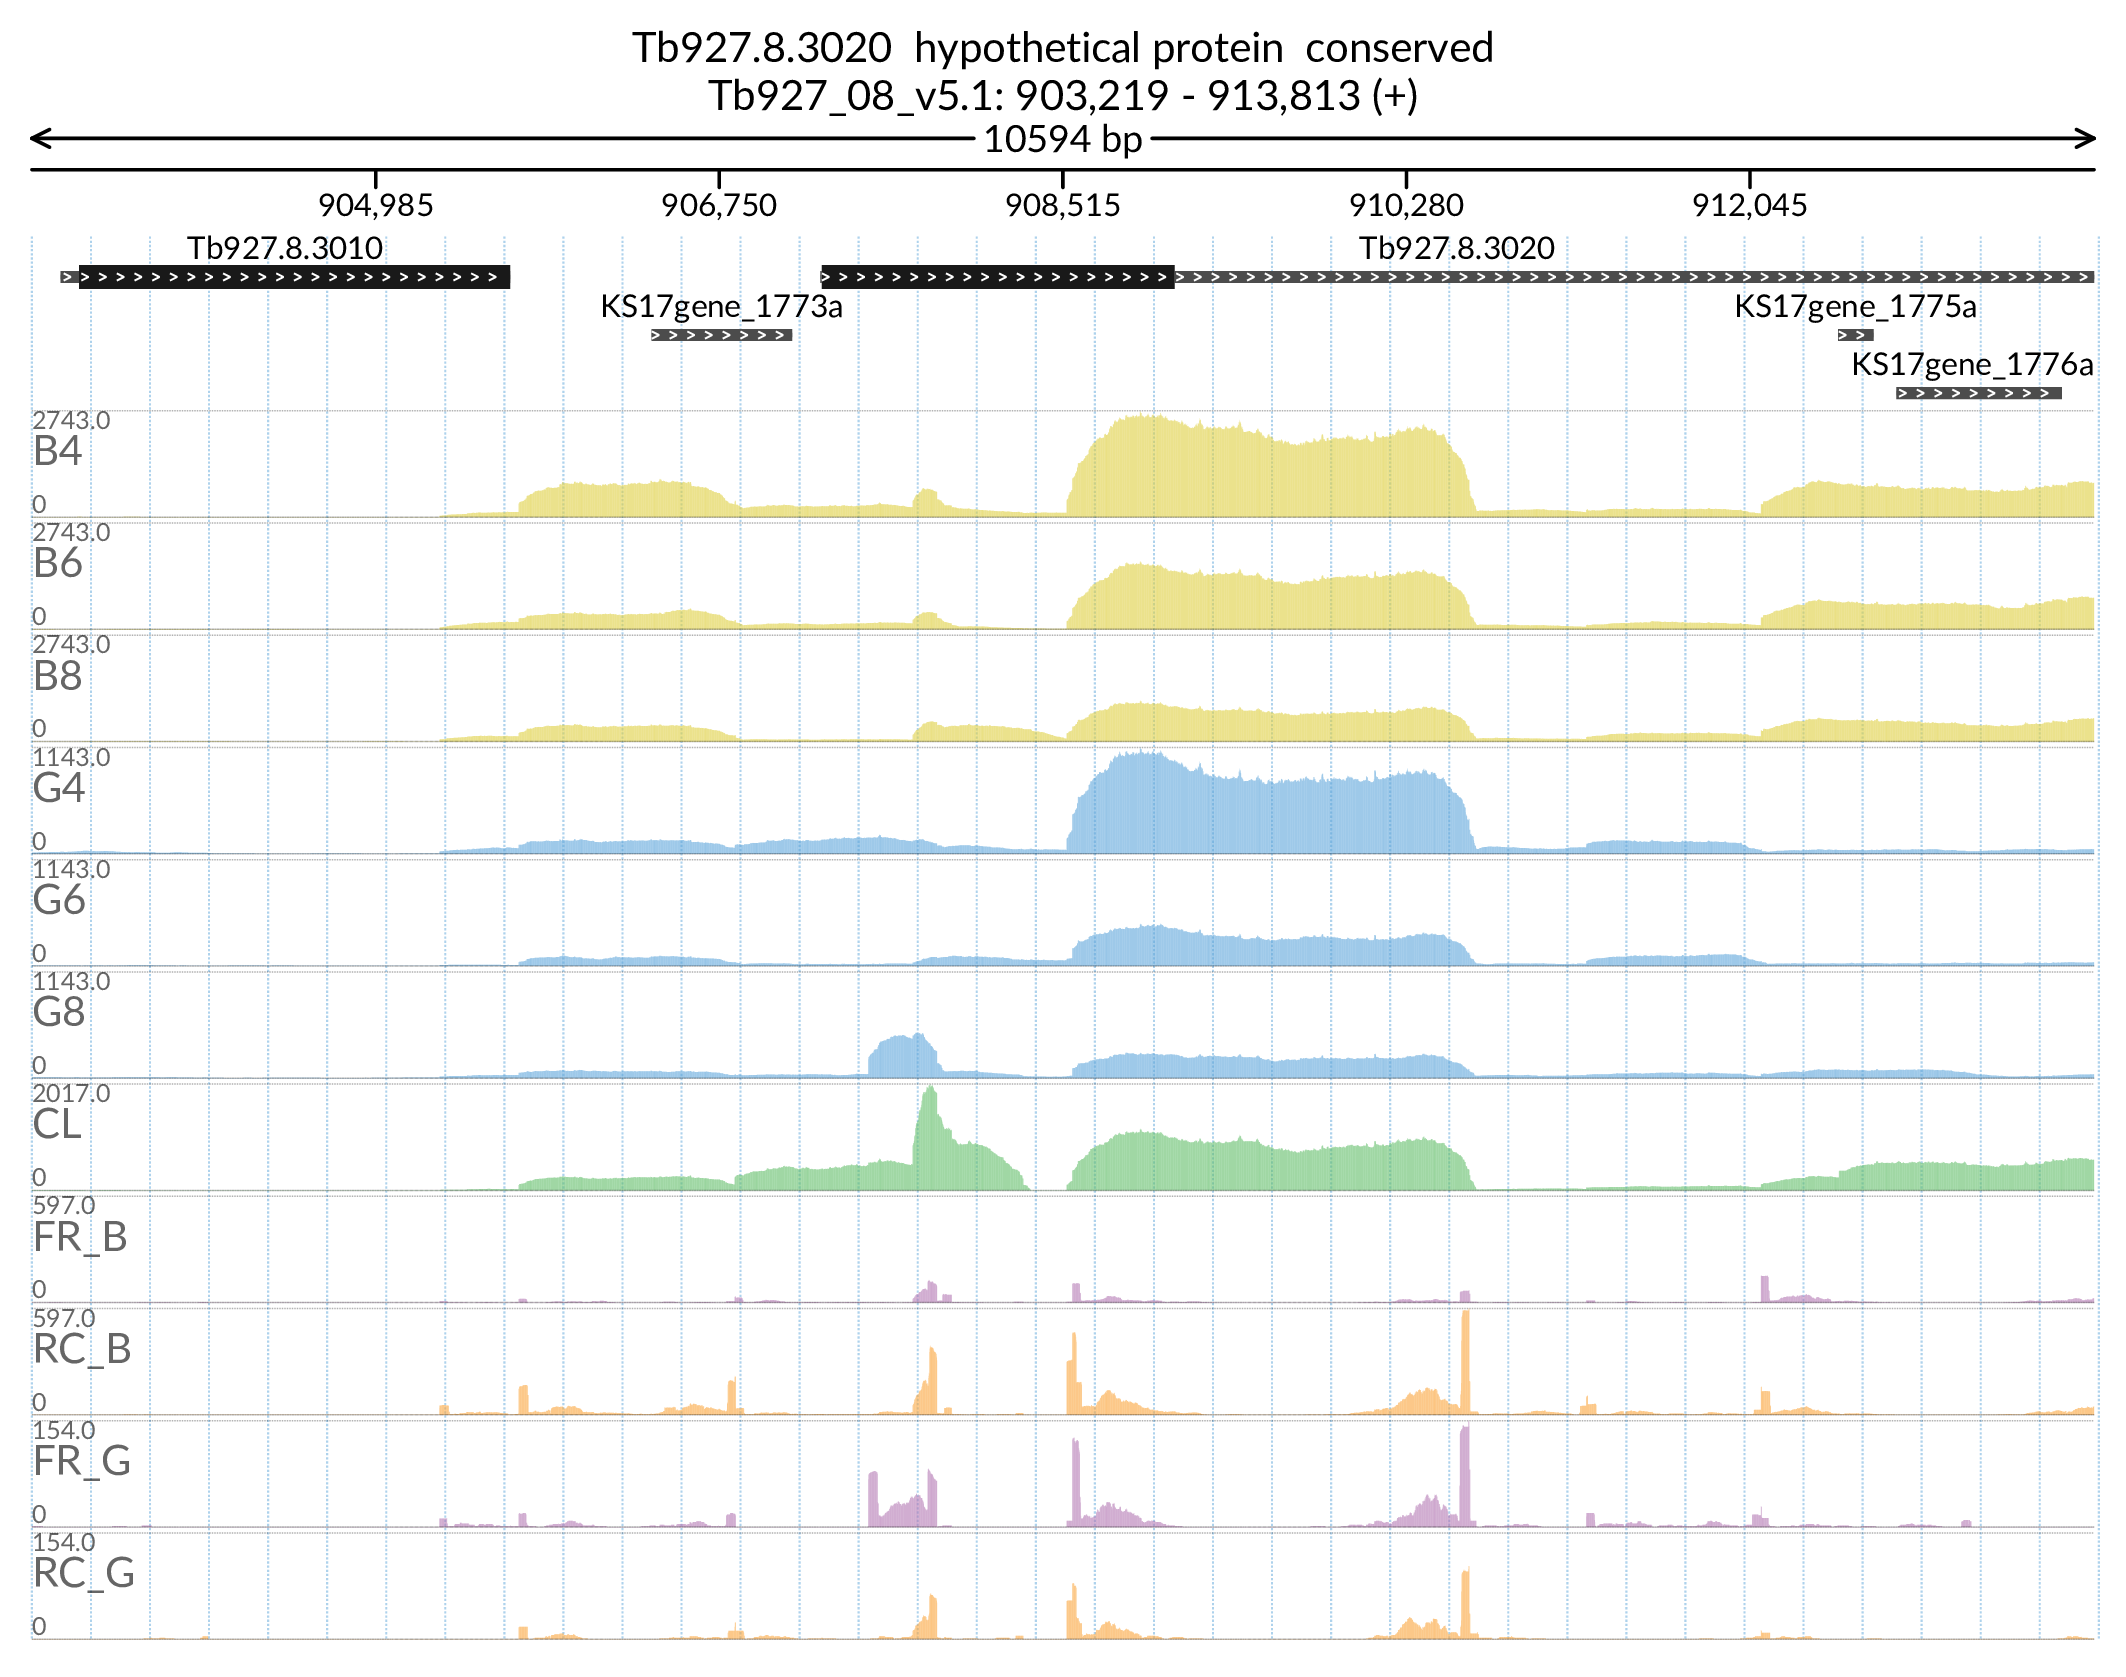 Tb927.8.3020  hypothetical protein  conserved
Tb927_08_v5.1: 903,219 - 913,813 (+)
10594 bp
904,985 906,750 908,515 910,280 912,045
Tb927.8.3010 Tb927.8.3020
KS17gene_1773a KS17gene_1775a
KS17gene_1776a
2743.0
B4
0
2743.0
B6
0
2743.0
B8
0
1143.0
G4
0
1143.0
G6
0
1143.0
G8
0
2017.0
CL
0
597.0
FR_B
0
597.0
RC_B
0
154.0
FR_G
0
154.0
RC_G
0